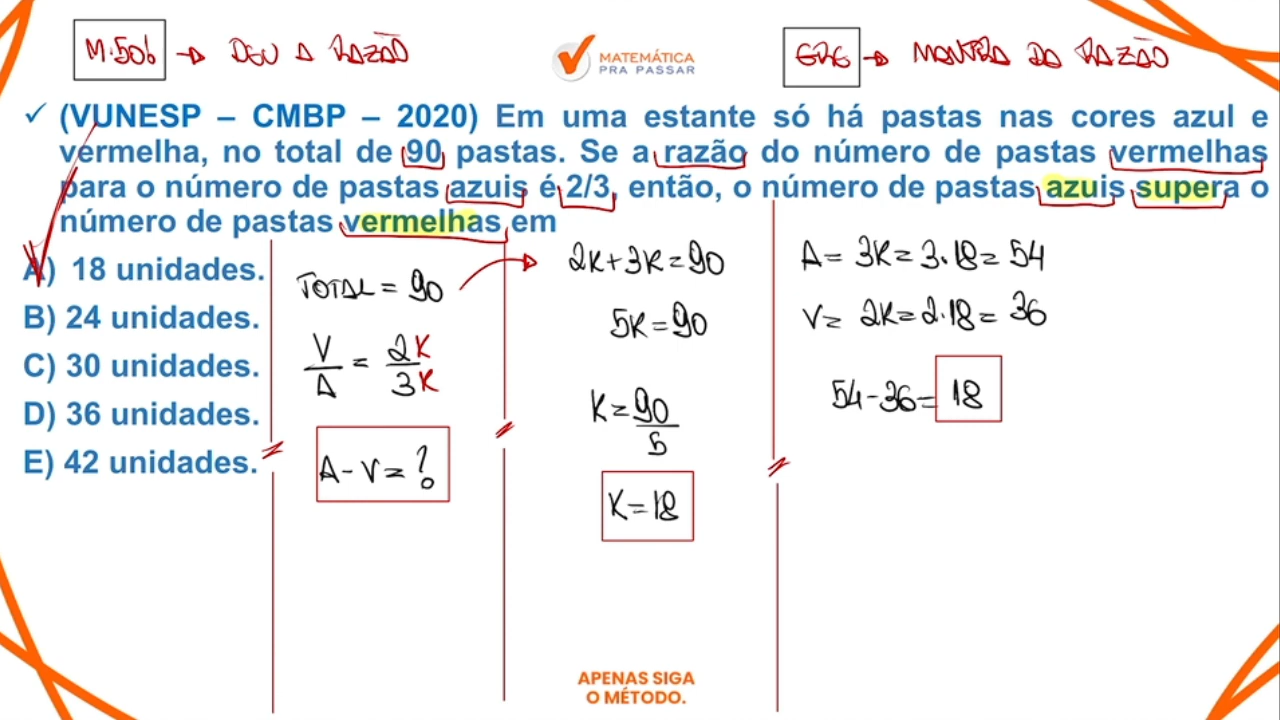 M.50% → DEU A RAZÃO
MATEMÁTICA
PRA PASSAR
→ MONTRA DA RAZÃO
✓ (VUNESP – CMBP – 2020) Em uma estante só há pastas nas cores azul e
vermelha, no total de 90 pastas. Se a razão do número de pastas vermelhas
para o número de pastas azuis é 2/3, então, o número de pastas azuis supera o
número de pastas vermelhas em
A) 18 unidades.
B) 24 unidades.
C) 30 unidades.
D) 36 unidades.
E) 42 unidades.
TOTAL = 90
V/A = 2K/3K
A - V = ?
2K+3K=90
5K=90
K=90/5
K=18
A= 3K= 3.18= 54
V= 2K=2.18= 36
54-36= 18
APENAS SIGA
O MÉTODO.